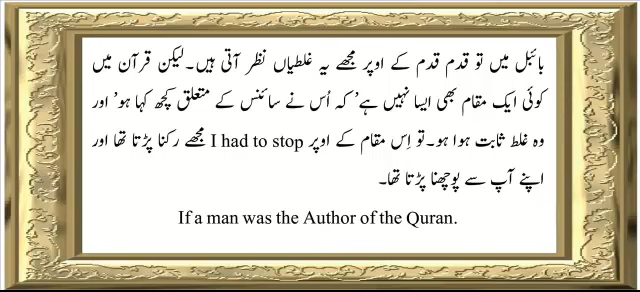 بائبل میں تو قدم قدم کے اوپر مجھے یہ غلطیاں نظر آتی ہیں۔ لیکن قرآن میں
کوئی ایک مقام بھی ایسا نہیں ہے’ کہ اُس نے سائنس کے متعلق کچھ کہا ہو’ اور
وہ غلط ثابت ہوا ہو۔ تو اِس مقام کے اوپر I had to stop مجھے رکنا پڑتا تھا اور
اپنے آپ سے پوچھنا پڑتا تھا۔
If a man was the Author of the Quran.